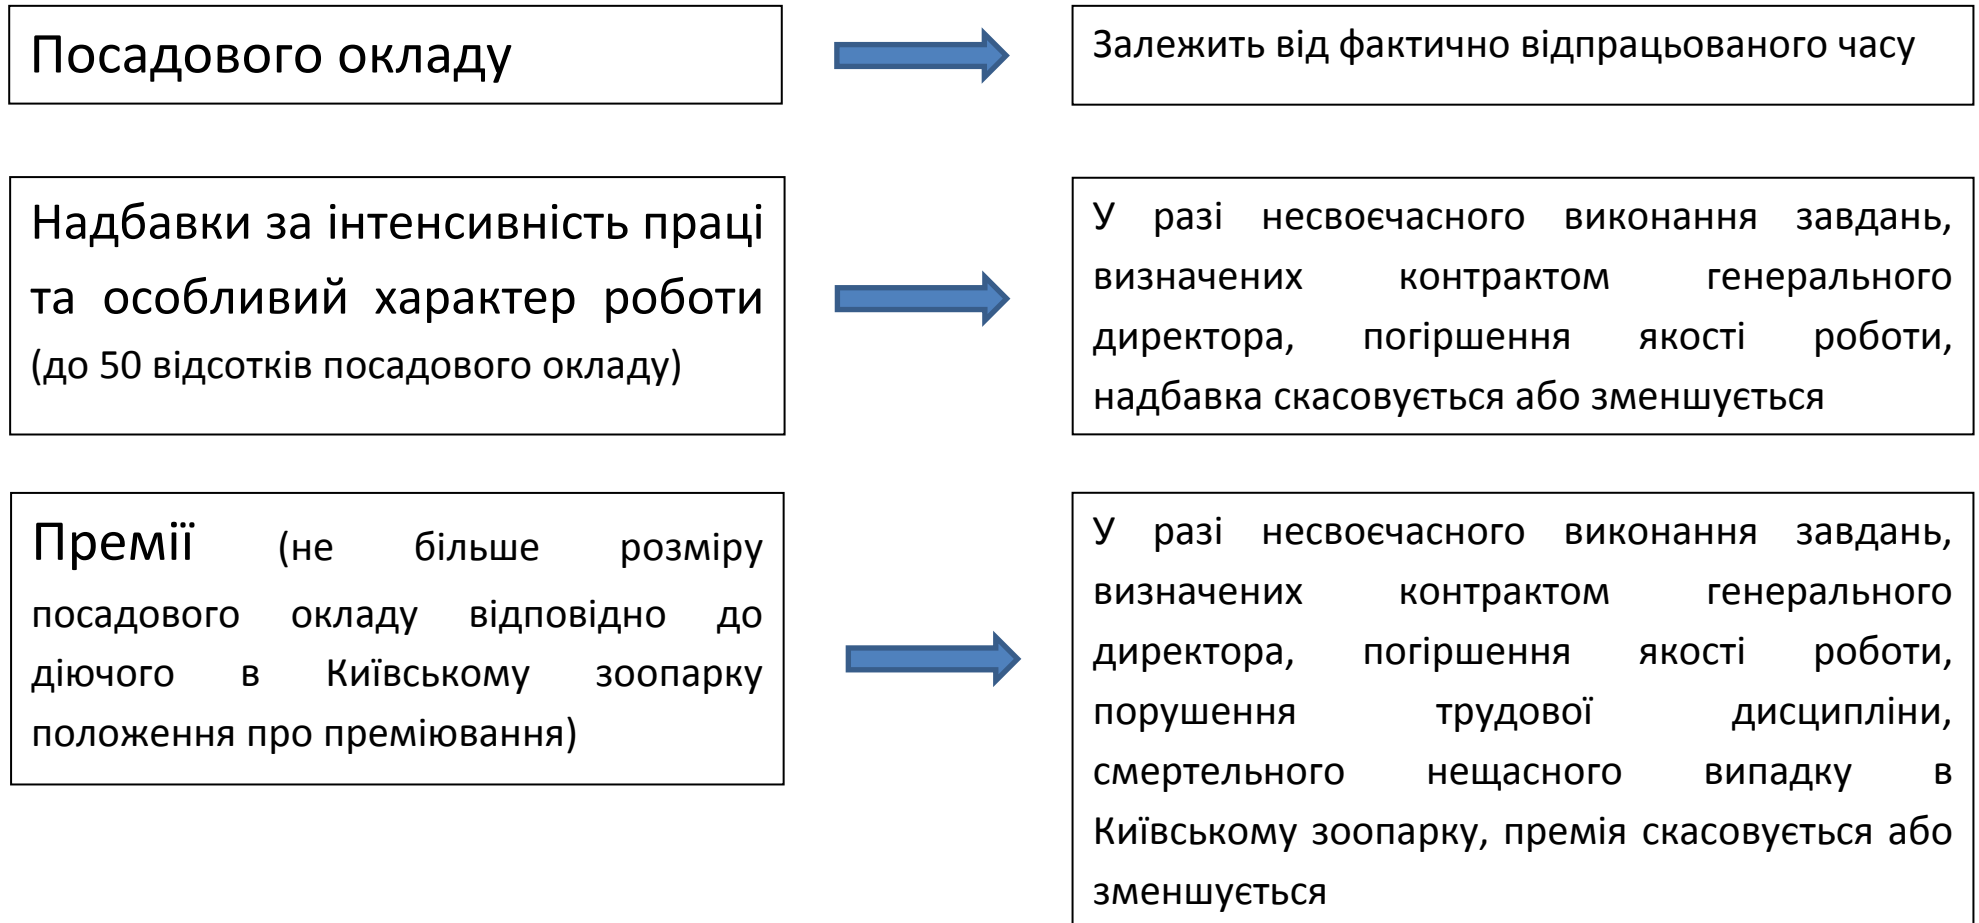 Посадового окладу
Залежить від фактично відпрацьованого часу
Надбавки за інтенсивність праці
та особливий характер роботи
(до 50 відсотків посадового окладу)
У разі несвоєчасного виконання завдань,
визначених контрактом генерального
директора, погіршення якості роботи,
надбавка скасовується або зменшується
Премії (не більше розміру
посадового окладу відповідно до
діючого в Київському зоопарку
положення про преміювання)
У разі несвоєчасного виконання завдань,
визначених контрактом генерального
директора, погіршення якості роботи,
порушення трудової дисципліни,
смертельного нещасного випадку в
Київському зоопарку, премія скасовується або
зменшується